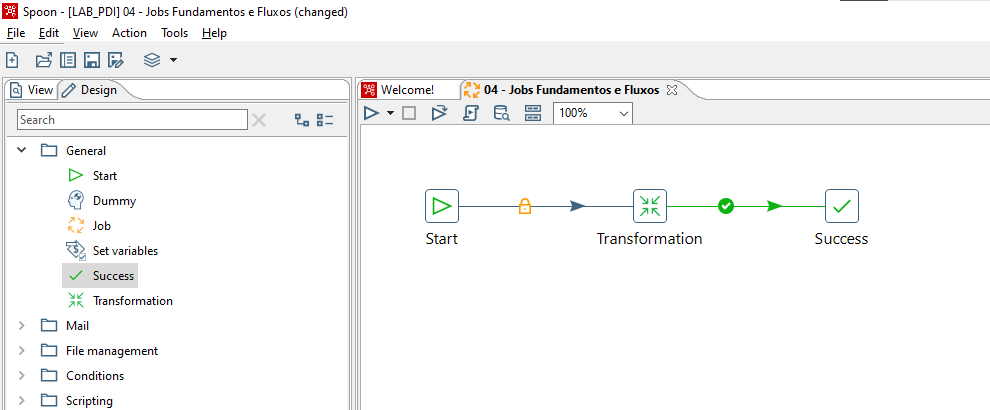 Spoon - [LAB_PDI] 04 - Jobs Fundamentos e Fluxos (changed)
File Edit View Action Tools Help
View Design
Search
General
Start
Dummy
Job
Set variables
Success
Transformation
Mail
File management
Conditions
Scripting
Welcome! 04 - Jobs Fundamentos e Fluxos
100%
Start Transformation Success